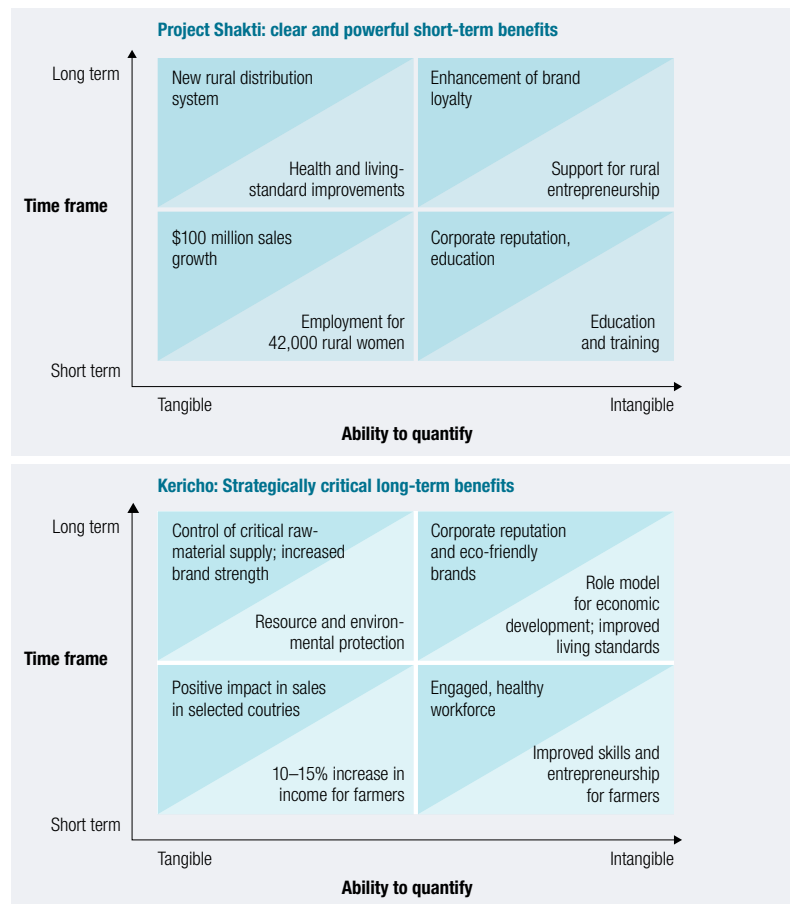 Project Shakti: clear and powerful short-term benefits
Long term
New rural distribution
system
Health and living-
standard improvements
Enhancement of brand
loyalty
Support for rural
entrepreneurship
Time frame
$100 million sales
growth
Employment for
42,000 rural women
Corporate reputation,
education
Education
and training
Short term
Tangible
Intangible
Ability to quantify
Kericho: Strategically critical long-term benefits
Long term
Control of critical raw-
material supply; increased
brand strength
Resource and environ-
mental protection
Corporate reputation
and eco-friendly
brands
Role model
for economic
development; improved
living standards
Time frame
Positive impact in sales
in selected coutries
10–15% increase in
income for farmers
Engaged, healthy
workforce
Improved skills and
entrepreneurship
for farmers
Short term
Tangible
Intangible
Ability to quantify